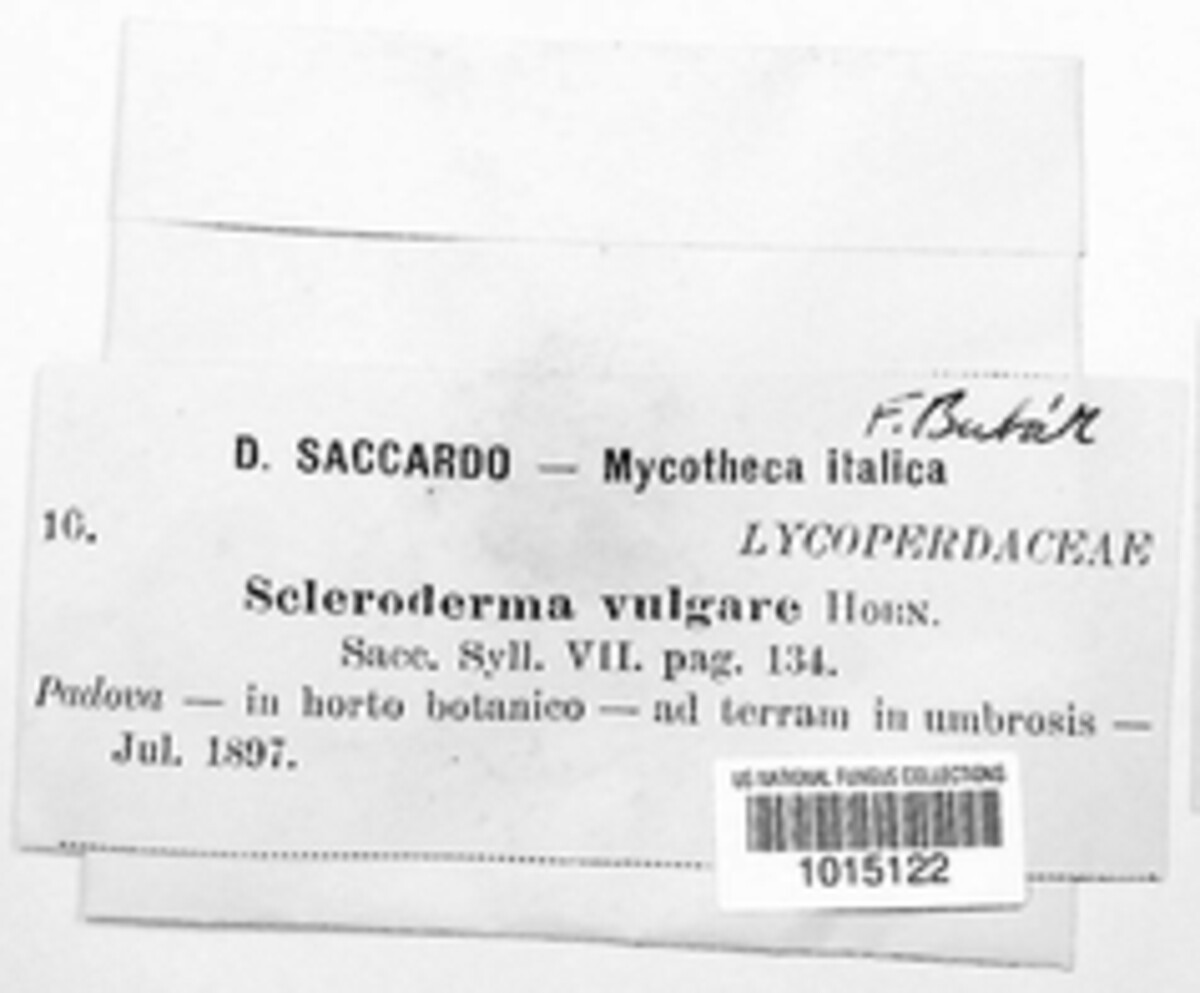 F. Bubák
D. SACCARDO — Mycotheca italica
10.
LYCOPERDACEAE
Scleroderma vulgare HORN.
Sacc. Syll. VII. pag. 134.
Padova — in horto botanico — ad terram in umbrosis —
Jul. 1897.
US NATIONAL FUNGUS COLLECTIONS
1015122